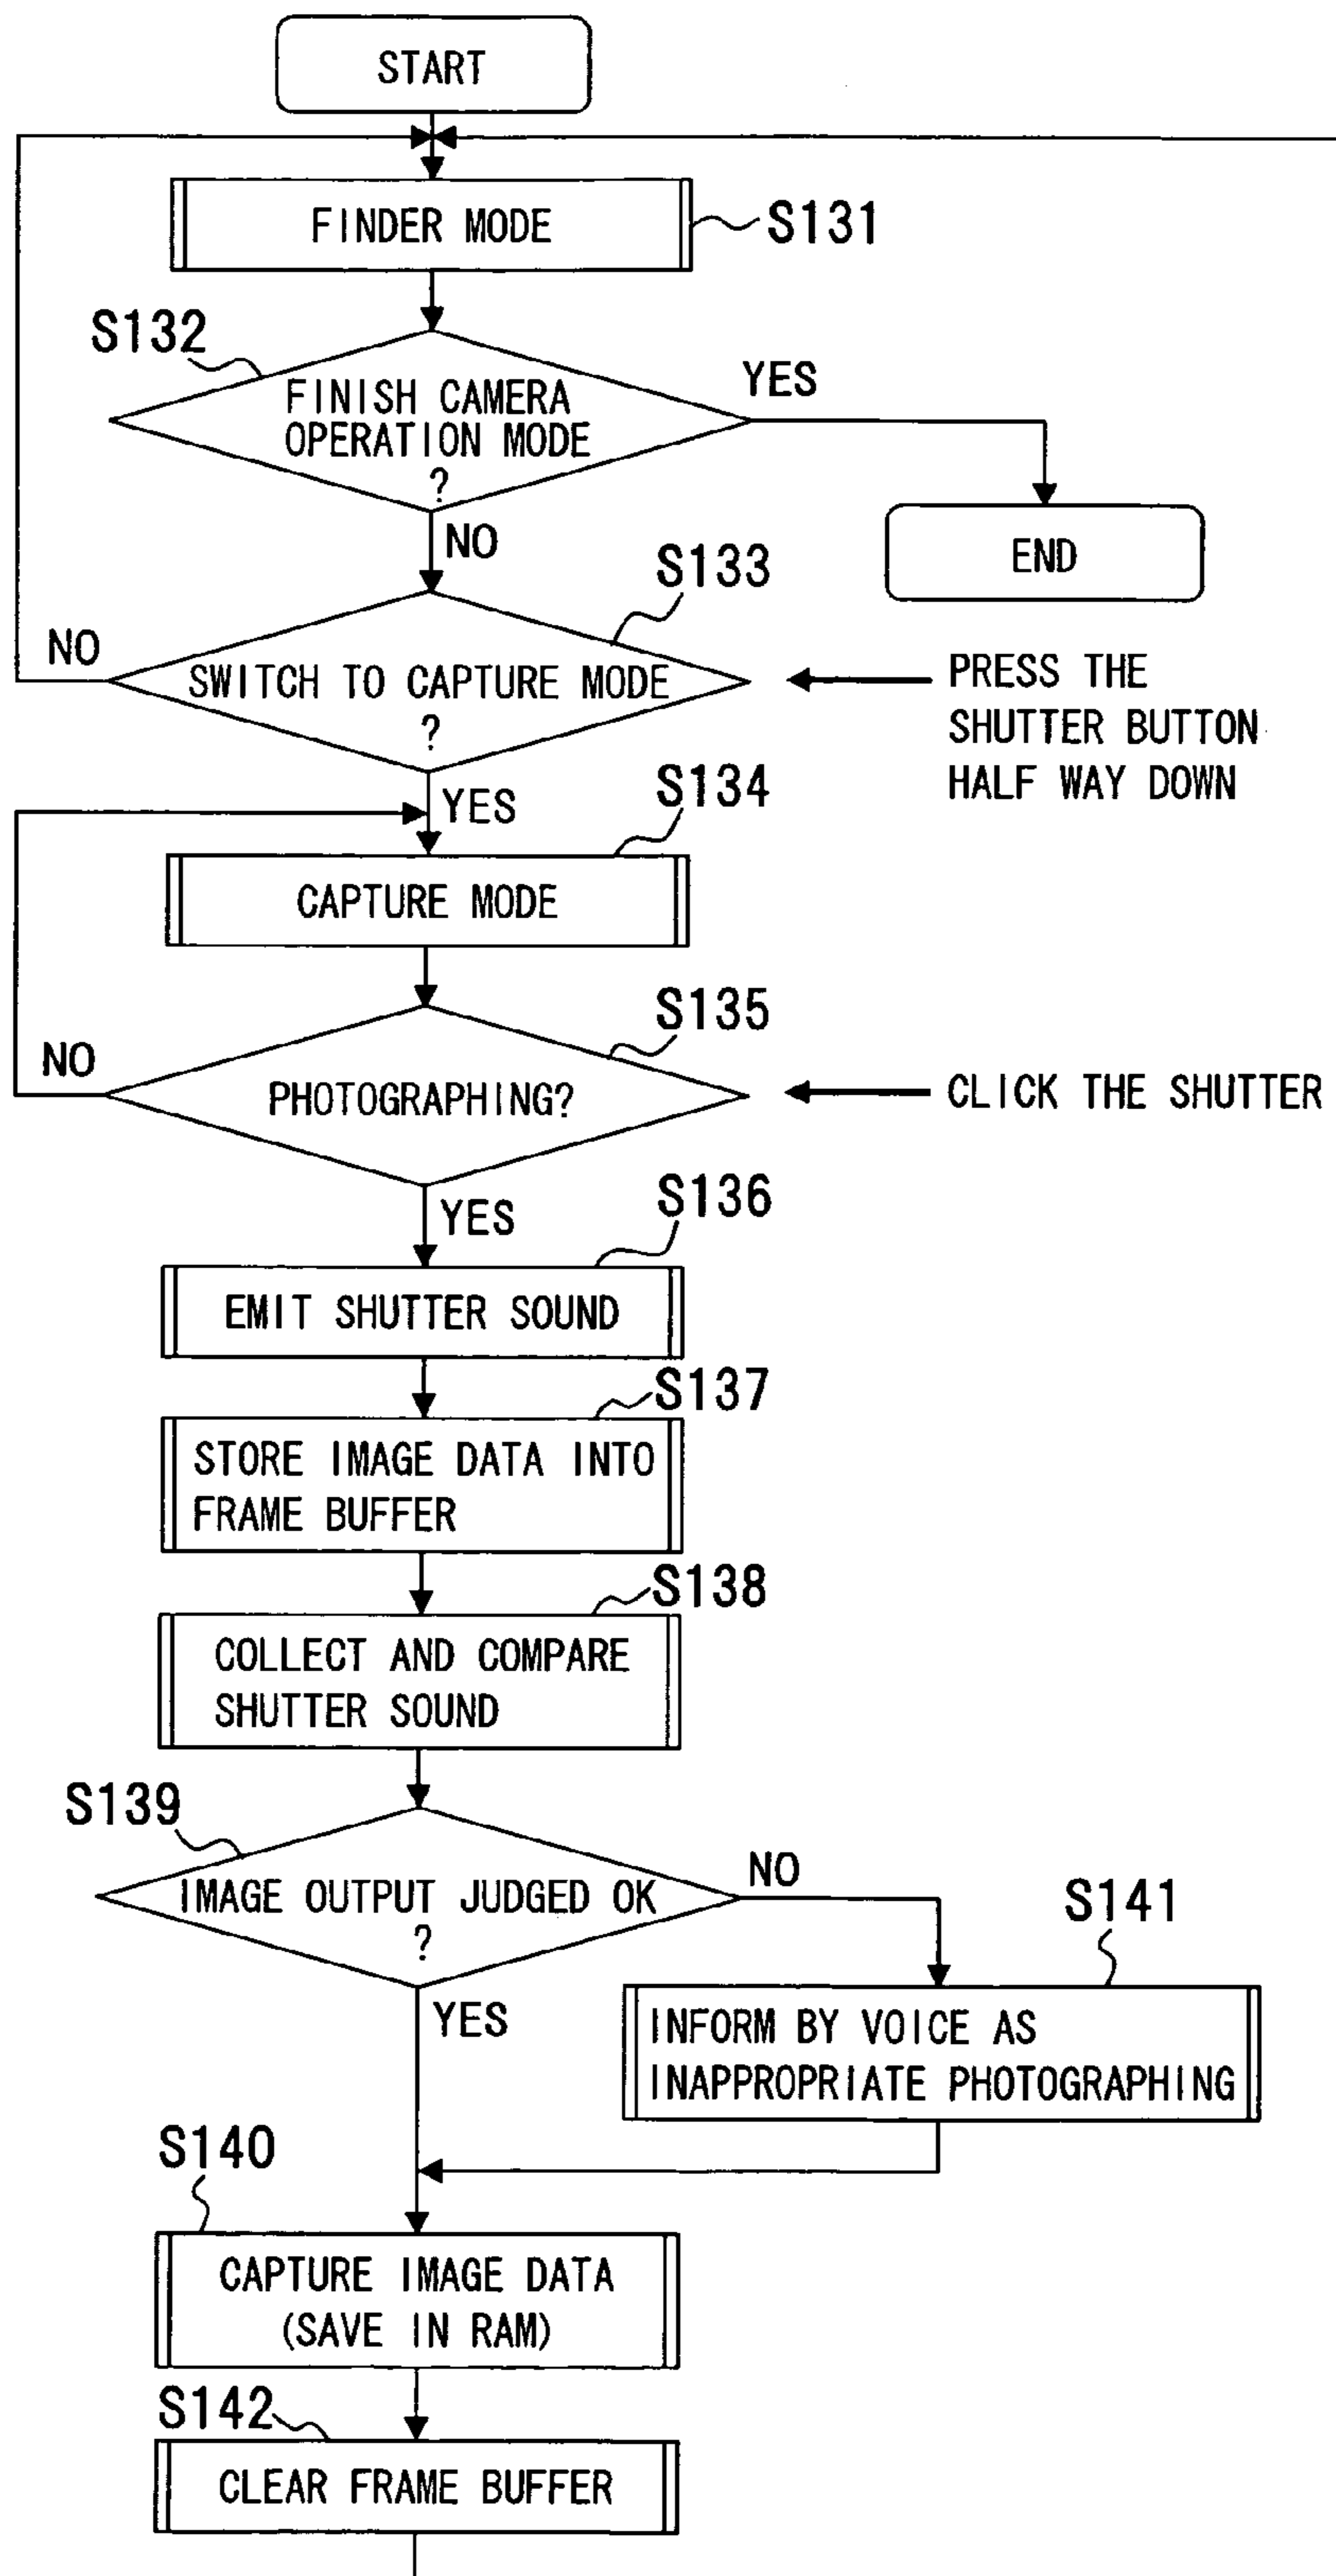 START
FINDER MODE
S131
S132
FINISH CAMERA
OPERATION MODE
?
YES
NO
END
S133
NO
SWITCH TO CAPTURE MODE
?
PRESS THE
SHUTTER BUTTON
HALF WAY DOWN
YES
S134
CAPTURE MODE
S135
NO
PHOTOGRAPHING?
CLICK THE SHUTTER
YES
S136
EMIT SHUTTER SOUND
S137
STORE IMAGE DATA INTO
FRAME BUFFER
S138
COLLECT AND COMPARE
SHUTTER SOUND
S139
IMAGE OUTPUT JUDGED OK
?
NO
YES
S141
INFORM BY VOICE AS
INAPPROPRIATE PHOTOGRAPHING
S140
CAPTURE IMAGE DATA
(SAVE IN RAM)
S142
CLEAR FRAME BUFFER